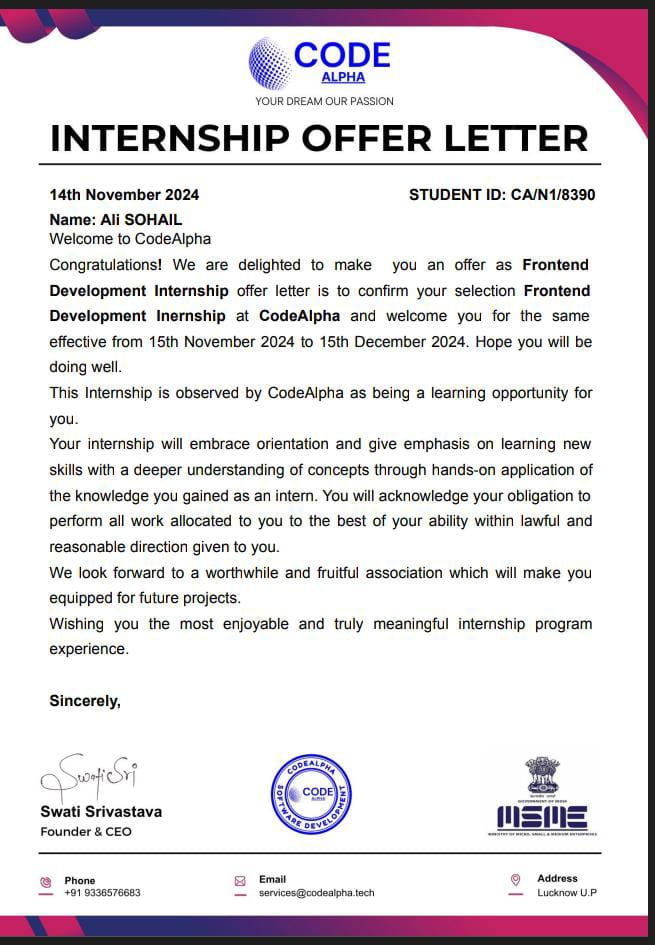 CODE
ALPHA
YOUR DREAM OUR PASSION
INTERNSHIP OFFER LETTER
14th November 2024 STUDENT ID: CA/N1/8390
Name: Ali SOHAIL
Welcome to CodeAlpha
Congratulations! We are delighted to make you an offer as Frontend
Development Internship offer letter is to confirm your selection Frontend
Development Inernship at CodeAlpha and welcome you for the same
effective from 15th November 2024 to 15th December 2024. Hope you will be
doing well.
This Internship is observed by CodeAlpha as being a learning opportunity for
you.
Your internship will embrace orientation and give emphasis on learning new
skills with a deeper understanding of concepts through hands-on application of
the knowledge you gained as an intern. You will acknowledge your obligation to
perform all work allocated to you to the best of your ability within lawful and
reasonable direction given to you.
We look forward to a worthwhile and fruitful association which will make you
equipped for future projects.
Wishing you the most enjoyable and truly meaningful internship program
experience.
Sincerely,
Swati Sri
Swati Srivastava
Founder & CEO
CODEALPHA
CODE
ALPHA
SOFTWARE DEVELOPMENT
GOVERNMENT OF INDIA
MSME
MINISTRY OF MICRO, SMALL & MEDIUM ENTERPRISES
Phone
+91 9336576683
Email
services@codealpha.tech
Address
Lucknow U.P